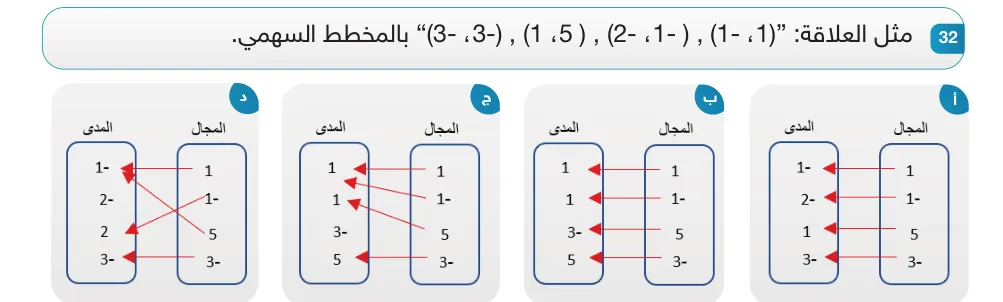 32 مثل العلاقة: ”(1، -1) , ( -1، -2) , ( 5، 1) , (-3، -3)“ بالمخطط السهمي.
أ
المجال المدى
1 1-
1- 2-
5 1
3- 3-
ب
المجال المدى
1 1
1- 1
5 3-
3- 5
ج
المجال المدى
1 1
1- 1
5 3-
3- 5
د
المجال المدى
1 1-
1- 2-
5 2
3- 3-